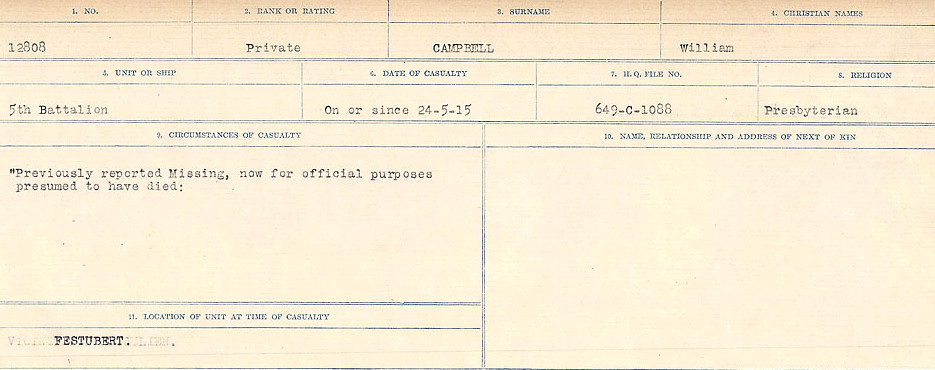 1. NO.
2. RANK OR RATING
3. SURNAME
4. CHRISTIAN NAMES
12808
Private
CAMPBELL
William
5. UNIT OR SHIP
6. DATE OF CASUALTY
7. H.Q. FILE NO.
8. RELIGION
5th Battalion
On or since 24-5-15
649-C-1088
Presbyterian
9. CIRCUMSTANCES OF CASUALTY
10. NAME, RELATIONSHIP AND ADDRESS OF NEXT OF KIN
"Previously reported Missing, now for official purposes
presumed to have died:
11. LOCATION OF UNIT AT TIME OF CASUALTY
FESTUBERT.